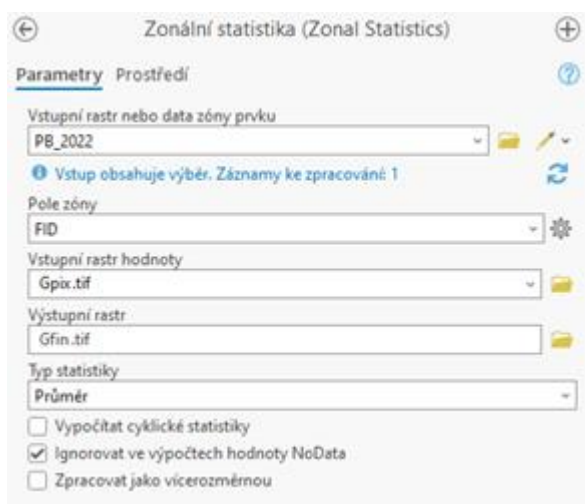 Zonální statistika (Zonal Statistics)
Parametry Prostředí
Vstupní rastr nebo data zóny prvku
PB_2022
Vstup obsahuje výběr. Záznamy ke zpracování: 1
Pole zóny
FID
Vstupní rastr hodnoty
Gpix.tif
Výstupní rastr
Gfin.tif
Typ statistiky
Průměr
Vypočítat cyklické statistiky
Ignorovat ve výpočtech hodnoty NoData
Zpracovat jako vícerozměrnou